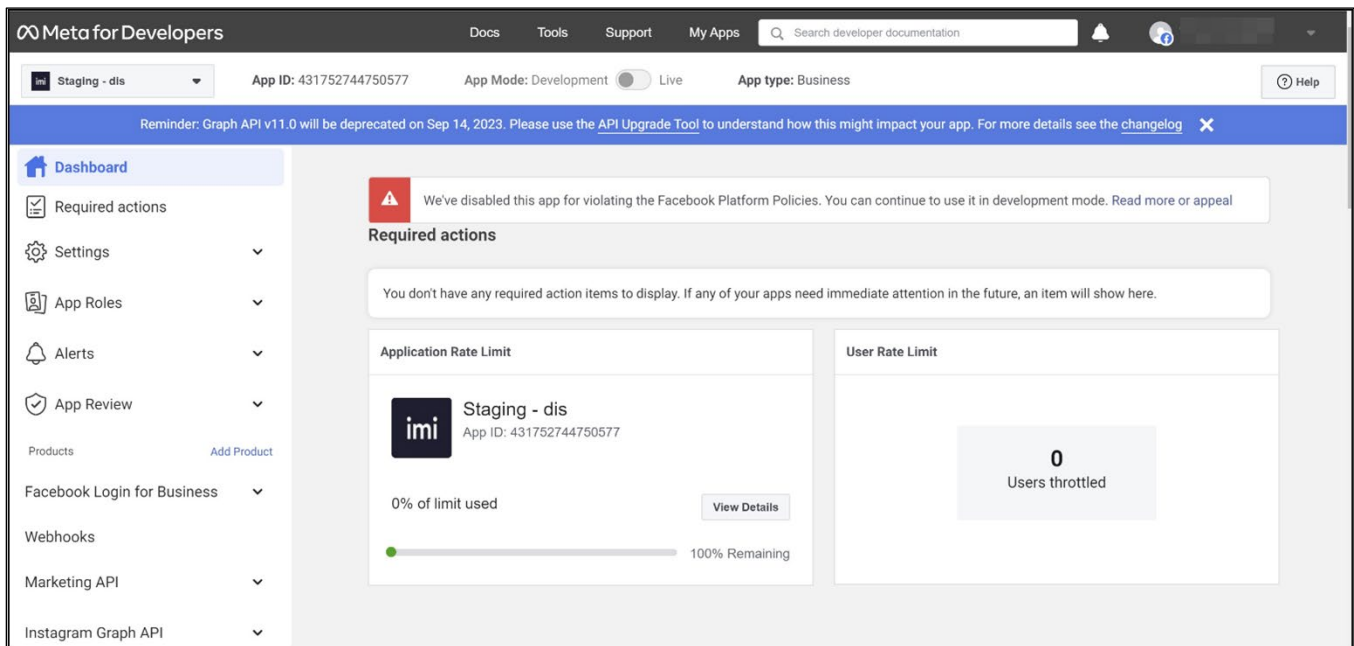 Meta for Developers Docs Tools Support My Apps Search developer documentation
imi Staging - dis App ID: 431752744750577 App Mode: Development Live App type: Business ? Help
Reminder: Graph API v11.0 will be deprecated on Sep 14, 2023. Please use the API Upgrade Tool to understand how this might impact your app. For more details see the changelog
Dashboard
Required actions
Settings
App Roles
Alerts
App Review
Products Add Product
Facebook Login for Business
Webhooks
Marketing API
Instagram Graph API
We've disabled this app for violating the Facebook Platform Policies. You can continue to use it in development mode. Read more or appeal
Required actions
You don't have any required action items to display. If any of your apps need immediate attention in the future, an item will show here.
Application Rate Limit
imi
Staging - dis
App ID: 431752744750577
0% of limit used
View Details
100% Remaining
User Rate Limit
0
Users throttled